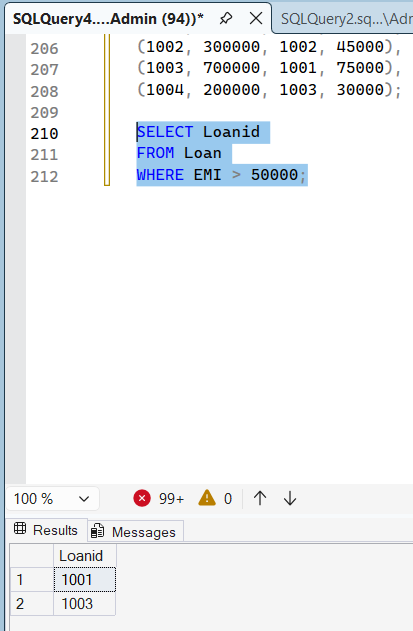 SQLQuery4....Admin (94))* SQLQuery2.sq...\Adm
206 (1002, 300000, 1002, 45000),
207 (1003, 700000, 1001, 75000),
208 (1004, 200000, 1003, 30000);
209
210 SELECT Loanid
211 FROM Loan
212 WHERE EMI > 50000;
100 % 99+ 0
Results Messages
Loanid
1 1001
2 1003